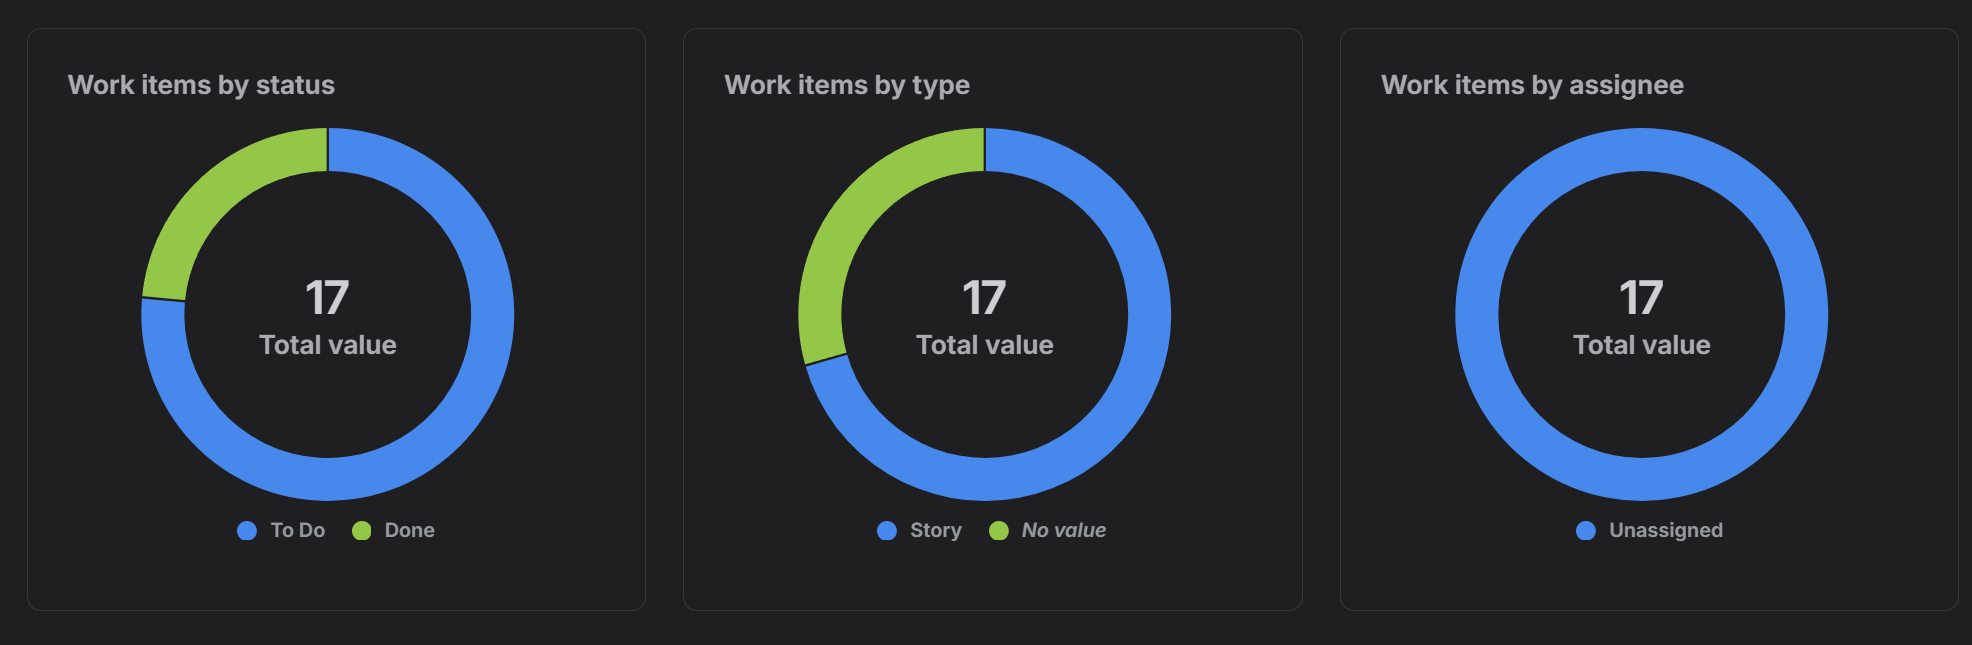 Work items by status
17
Total value
To Do Done
Work items by type
17
Total value
Story No value
Work items by assignee
17
Total value
Unassigned